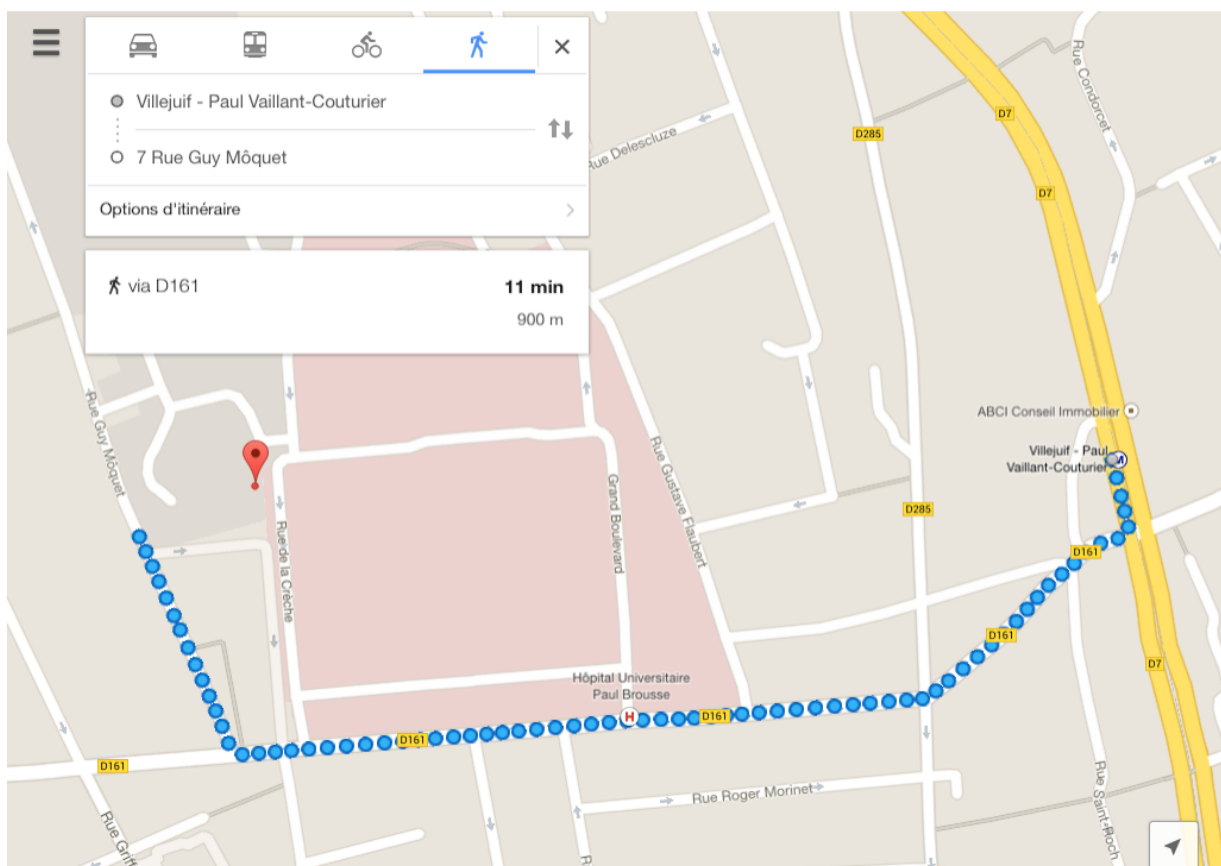 Villejuif - Paul Vaillant-Couturier
7 Rue Guy Môquet
Options d'itinéraire
via D161
11 min
900 m
Rue Delescluze
D285
D7
Rue Condorcet
D7
ABCI Conseil Immobilier
Villejuif - Paul
Vaillant-Couturier
M
Rue Guy Môquet
Rue de la Crèche
Grand Boulevard
Rue Gustave Flaubert
D285
D161
D161
D7
Hôpital Universitaire
Paul Brousse
H
D161
D161
D161
Rue Roger Morinet
Rue Saint-Roch
Rue Griff